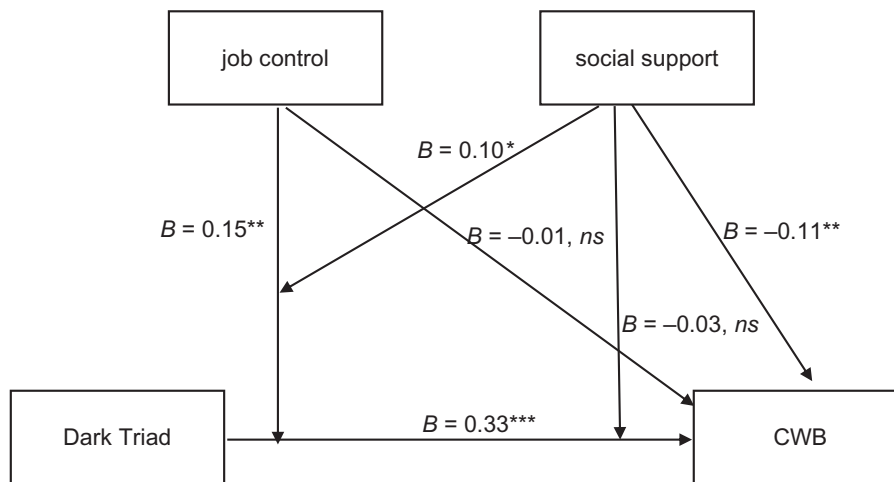 job control
social support
B = 0.10*
B = 0.15**
B = –0.01, ns
B = –0.11**
B = –0.03, ns
Dark Triad
B = 0.33***
CWB